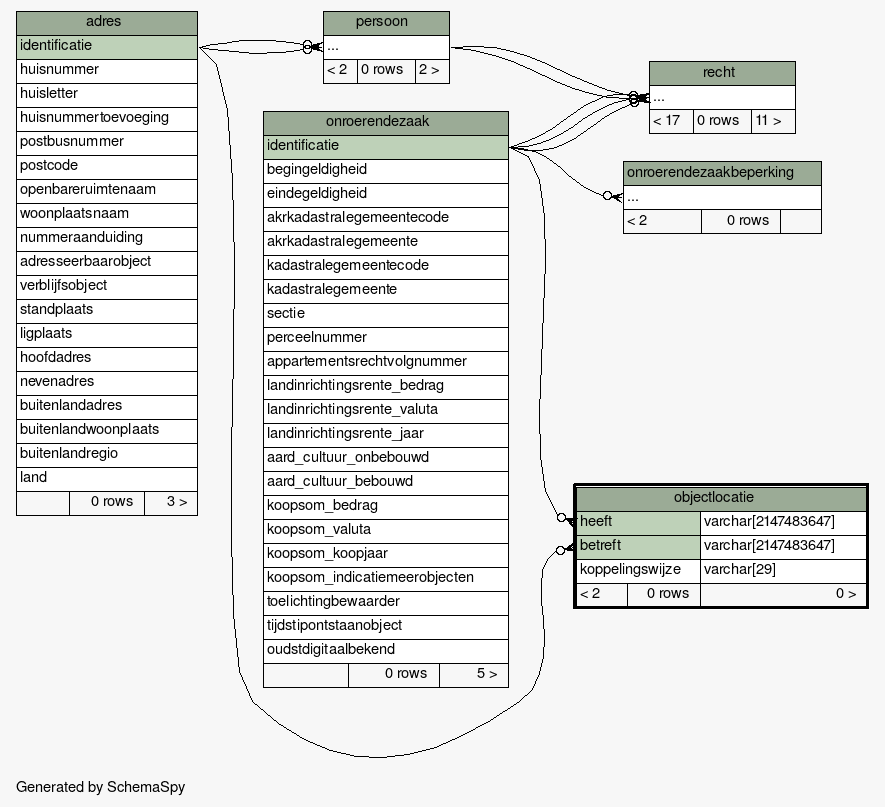 adres
identificatie
huisnummer
huisletter
huisnummertoevoeging
postbusnummer
postcode
openbareruimtenaam
woonplaatsnaam
nummeraanduiding
adresseerbaarobject
verblijfsobject
standplaats
ligplaats
hoofdadres
nevenadres
buitenlandadres
buitenlandwoonplaats
buitenlandregio
land
0 rows 3 >
persoon
...
< 2 0 rows 2 >
onroerendezaak
identificatie
begingeldigheid
eindegeldigheid
akrkadastralegemeentecode
akrkadastralegemeente
kadastralegemeentecode
kadastralegemeente
sectie
perceelnummer
appartementsrechtvolgnummer
landinrichtingsrente_bedrag
landinrichtingsrente_valuta
landinrichtingsrente_jaar
aard_cultuur_onbebouwd
aard_cultuur_bebouwd
koopsom_bedrag
koopsom_valuta
koopsom_koopjaar
koopsom_indicatiemeerobjecten
toelichtingbewaarder
tijdstipontstaanobject
oudstdigitaalbekend
0 rows 5 >
recht
...
< 17 0 rows 11 >
onroerendezaakbeperking
...
< 2 0 rows
objectlocatie
heeft varchar[2147483647]
betreft varchar[2147483647]
koppelingswijze varchar[29]
< 2 0 rows 0 >
Generated by SchemaSpy